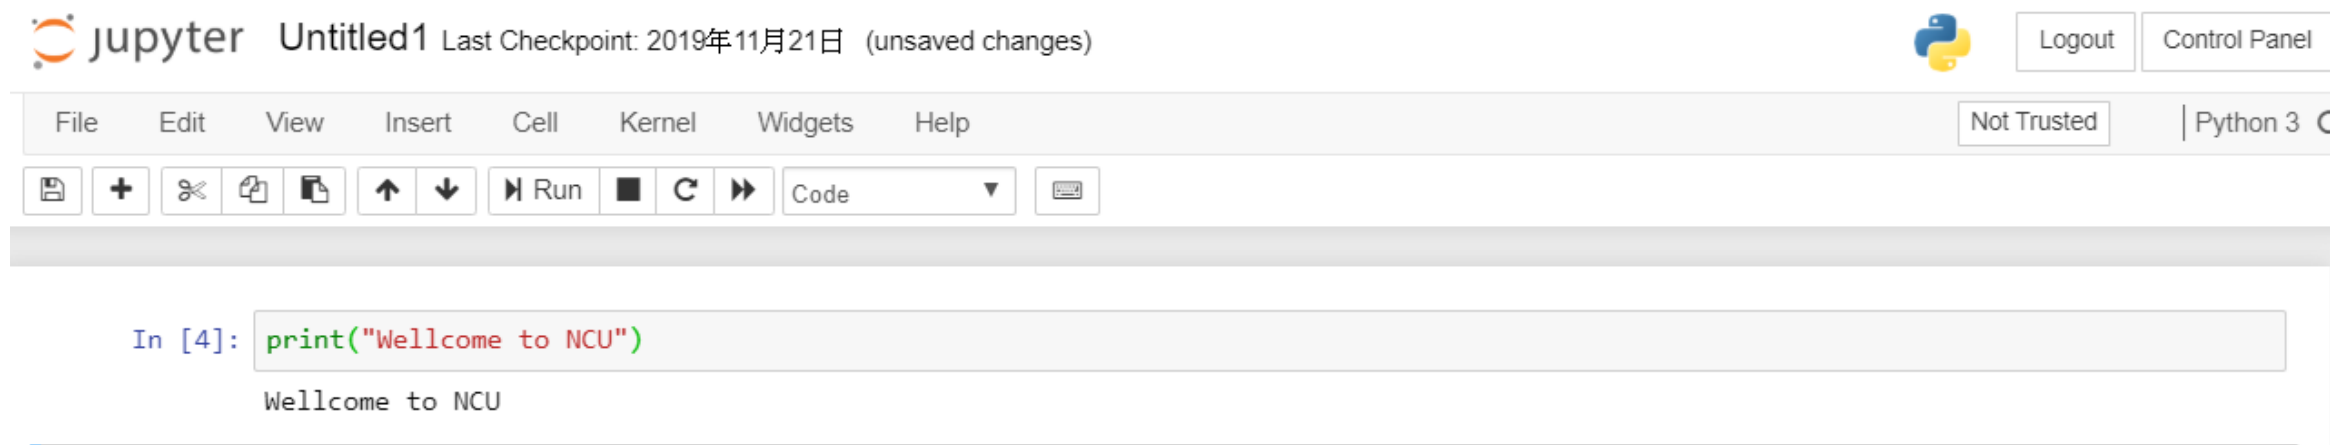 jupyter Untitled1 Last Checkpoint: 2019年11月21日 (unsaved changes) Logout Control Panel
File Edit View Insert Cell Kernel Widgets Help Not Trusted Python 3
Run Code
In [4]: print("Wellcome to NCU")
Wellcome to NCU